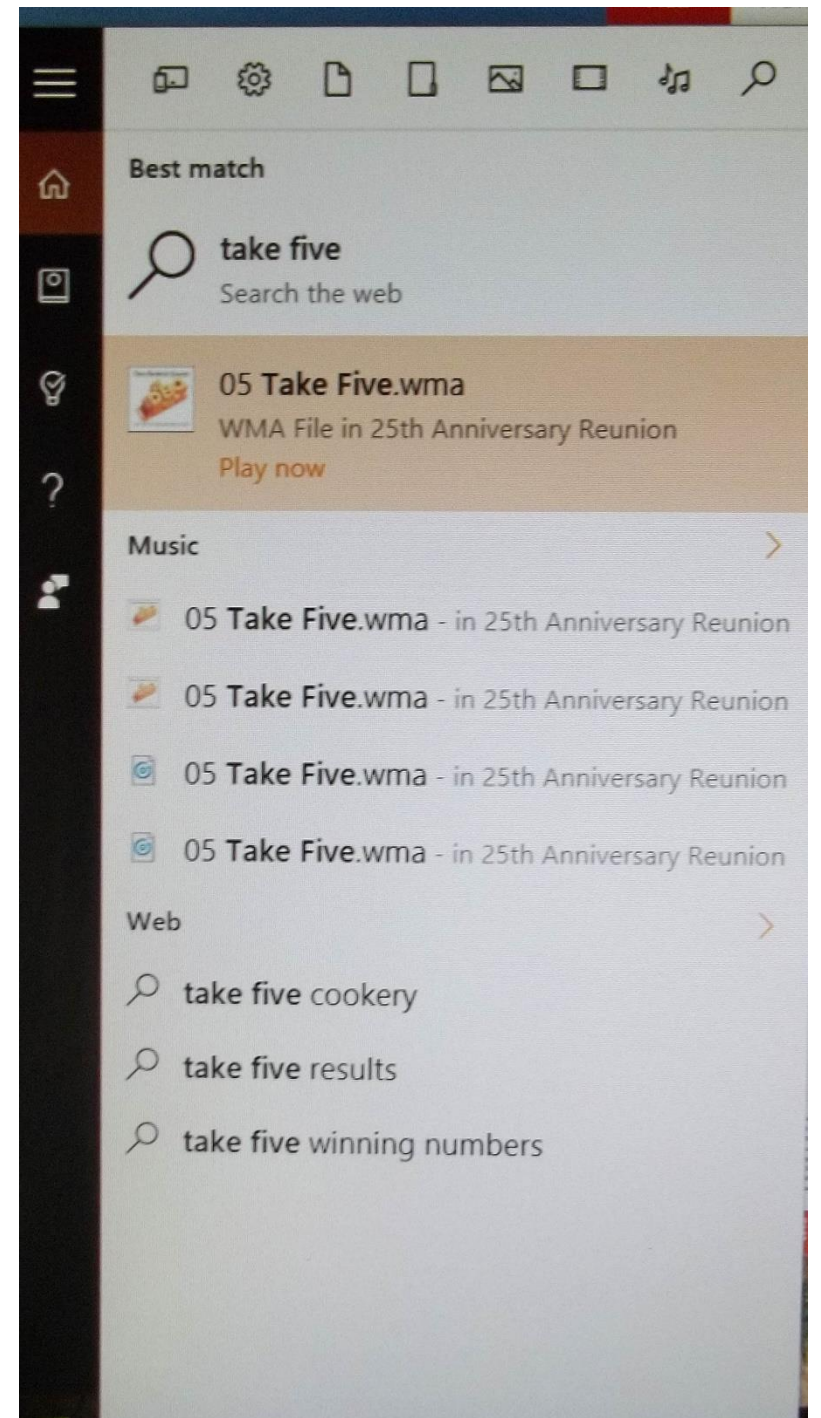 Best match
take five
Search the web
05 Take Five.wma
WMA File in 25th Anniversary Reunion
Play now
Music
05 Take Five.wma - in 25th Anniversary Reunion
05 Take Five.wma - in 25th Anniversary Reunion
05 Take Five.wma - in 25th Anniversary Reunion
05 Take Five.wma - in 25th Anniversary Reunion
Web
take five cookery
take five results
take five winning numbers